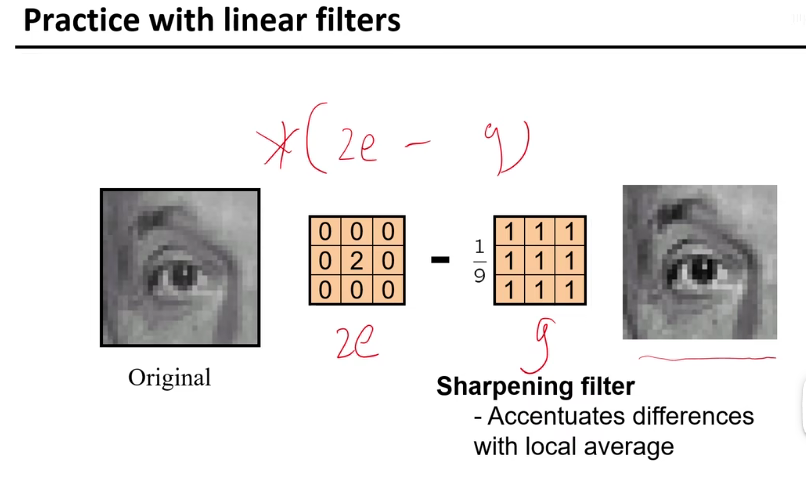 Practice with linear filters
*(2e - g)
0 0 0
0 2 0
0 0 0
-
1
9
1 1 1
1 1 1
1 1 1
2e
g
Original
Sharpening filter
- Accentuates differences
with local average